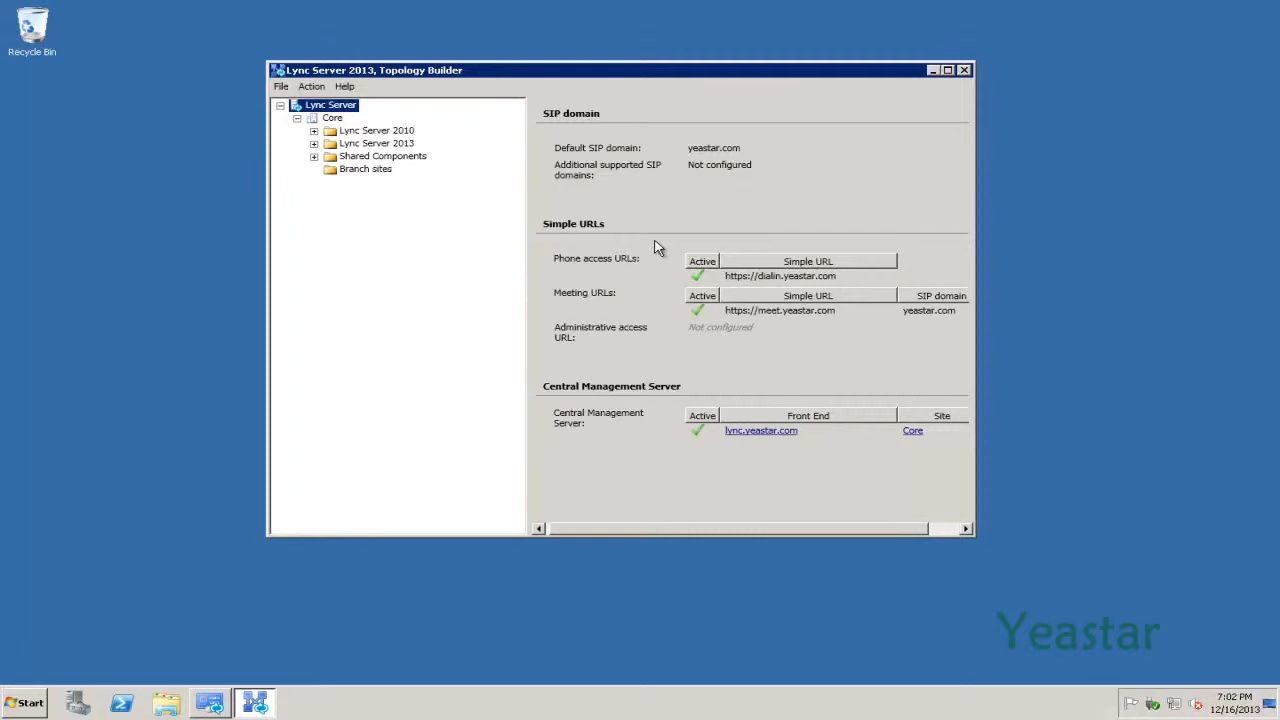 Recycle Bin
Lync Server 2013, Topology Builder
File Action Help
Lync Server
Core
Lync Server 2010
Lync Server 2013
Shared Components
Branch sites
SIP domain
Default SIP domain: yeastar.com
Additional supported SIP Not configured
domains:
Simple URLs
Phone access URLs: Active Simple URL
https://dialin.yeastar.com
Meeting URLs: Active Simple URL SIP domain
https://meet.yeastar.com yeastar.com
Administrative access Not configured
URL:
Central Management Server
Central Management Active Front End Site
Server: lync.yeastar.com Core
Yeastar
Start
7:02 PM
12/16/2013